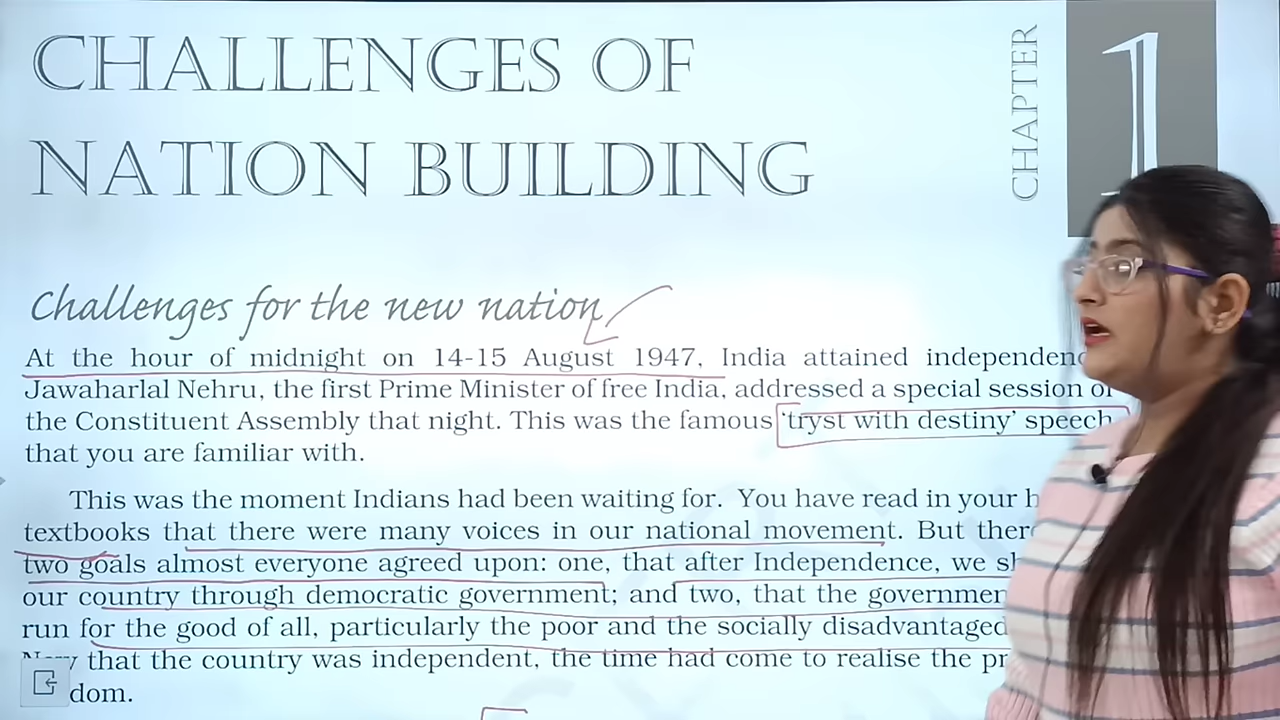 CHALLENGES OF
NATION BUILDING
CHAPTER
1
Challenges for the new nation
At the hour of midnight on 14-15 August 1947, India attained
Jawaharlal Nehru, the first Prime Minister of free India, addressed a special session
the Constituent Assembly that night. This was the famous ‘tryst with destiny’ speech
that you are familiar with.
This was the moment Indians had been waiting for. You have read in your
textbooks that there were many voices in our national movement. But
two goals almost everyone agreed upon: one, that after Independence, we
our country through democratic government; and two, that the
run for the good of all, particularly the poor and the socially disadvantaged
that the country was independent, the time had come to realise the